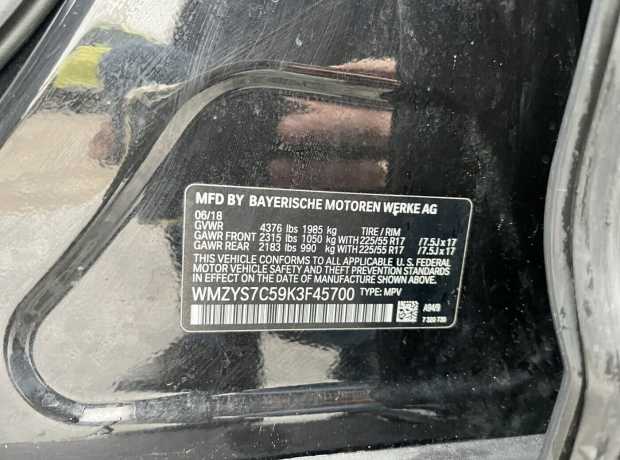 MFD BY BAYERISCHE MOTOREN WERKE AG
06/18
GVWR 4376 lbs 1985 kg TIRE / RIM
GAWR FRONT 2315 lbs 1050 kg WITH 225/55 R17 /7.5J x 17
GAWR REAR 2183 lbs 990 kg WITH 225/55 R17 /7.5J x 17
THIS VEHICLE CONFORMS TO ALL APPLICABLE U. S. FEDERAL
MOTOR VEHICLE SAFETY, BUMPER, AND THEFT PREVENTION STANDARDS
IN EFFECT ON THE DATE OF MANUFACTURE SHOWN ABOVE.
WMZYS7C59K3F45700 TYPE: MPV
A94/9